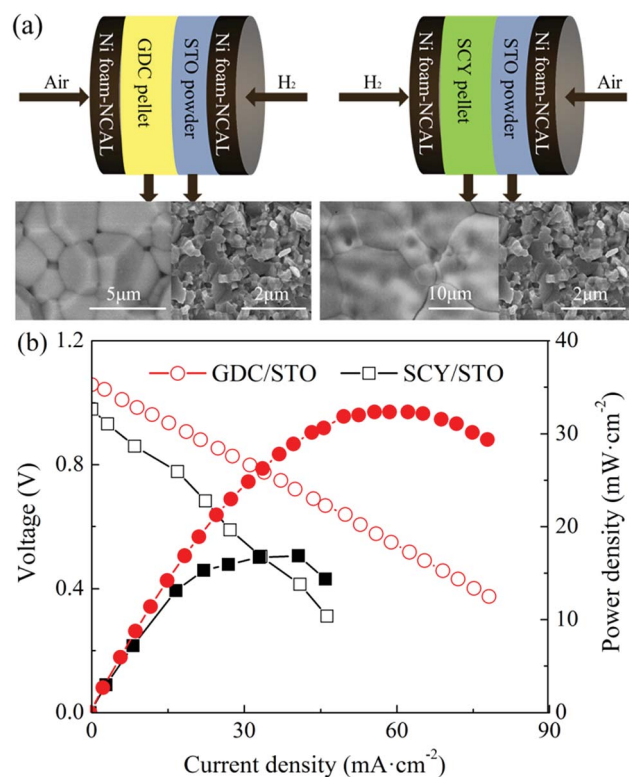 (a)
Air
Ni foam-NCAL
GDC pellet
STO powder
Ni foam-NCAL
H₂
H₂
Ni foam-NCAL
SCY pellet
STO powder
Ni foam-NCAL
Air
5μm
2μm
10μm
2μm
(b)
1.2
0.8
0.4
0.0
Voltage (V)
GDC/STO
SCY/STO
40
30
20
10
0
Power density (mW·cm⁻²)
0
30
60
90
Current density (mA·cm⁻²)